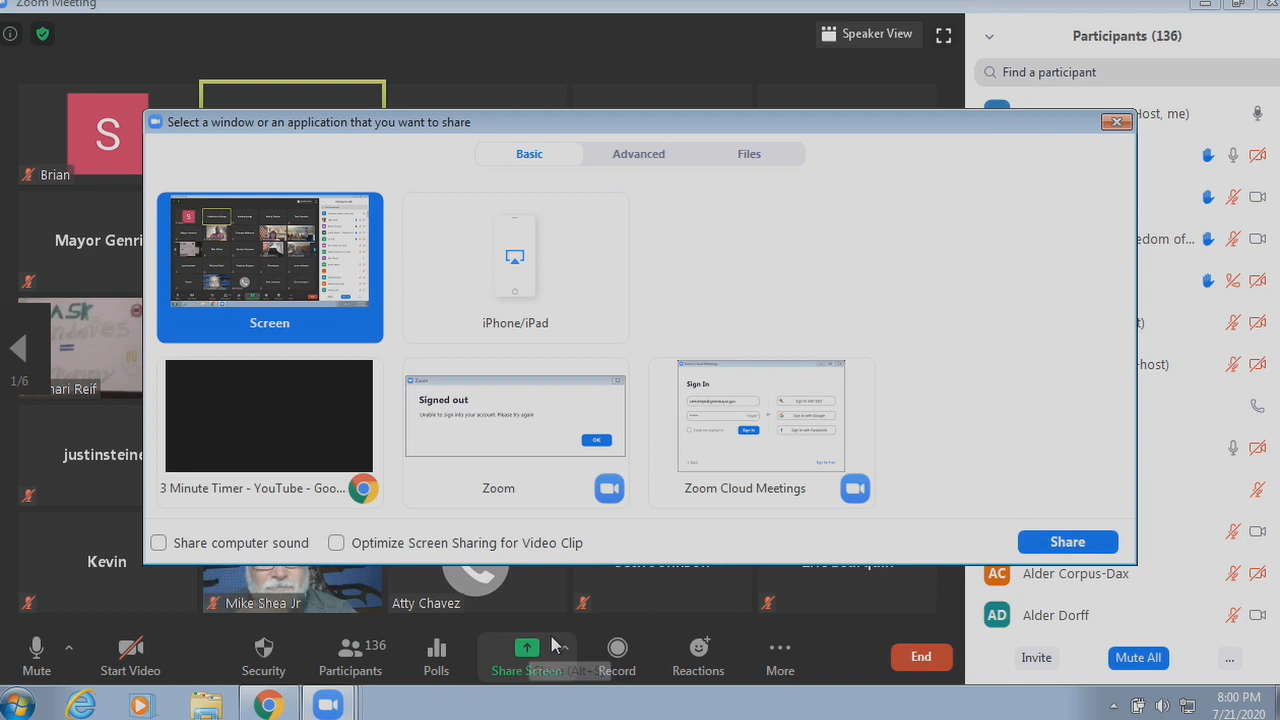 Zoom Meeting
Speaker View
Participants (136)
Find a participant
S
Brian
Select a window or an application that you want to share
Host, me)
Basic
Advanced
Files
Mayor Genri
edom of...
Screen
iPhone/iPad
ASK
=
1/6
hari Reif
-host)
Signed out
Unable to sign into your account. Please try again
OK
Sign In
Sign In
justinsteine
3 Minute Timer - YouTube - Goo...
Zoom
Zoom Cloud Meetings
Share computer sound
Optimize Screen Sharing for Video Clip
Share
Kevin
Mike Shea Jr
Atty Chavez
AC
Alder Corpus-Dax
AD
Alder Dorff
136
Mute
Start Video
Security
Participants
Polls
Share Screen
Record
Reactions
More
End
Invite
Mute All
...
8:00 PM
7/21/2020